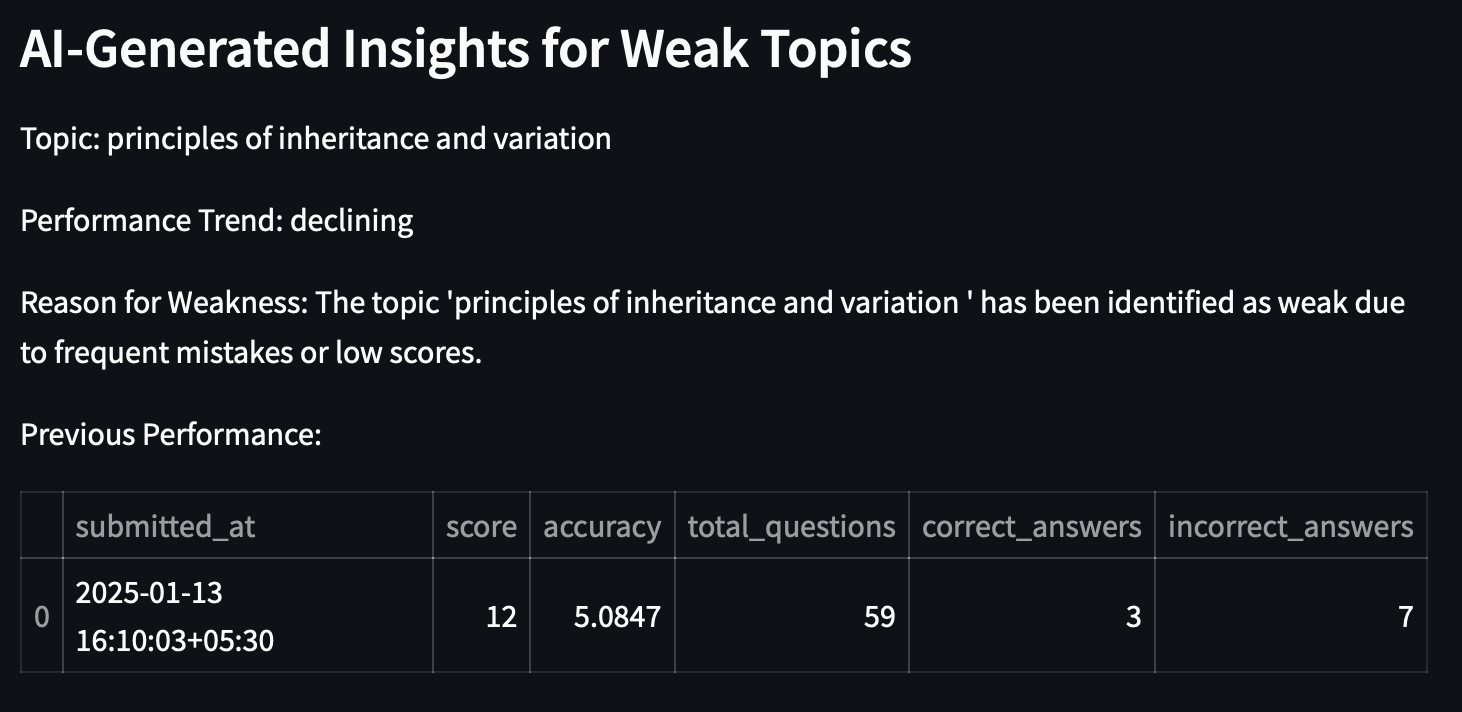 AI-Generated Insights for Weak Topics
Topic: principles of inheritance and variation
Performance Trend: declining
Reason for Weakness: The topic 'principles of inheritance and variation ' has been identified as weak due
to frequent mistakes or low scores.
Previous Performance:
submitted_at score accuracy total_questions correct_answers incorrect_answers
0 2025-01-13 16:10:03+05:30 12 5.0847 59 3 7